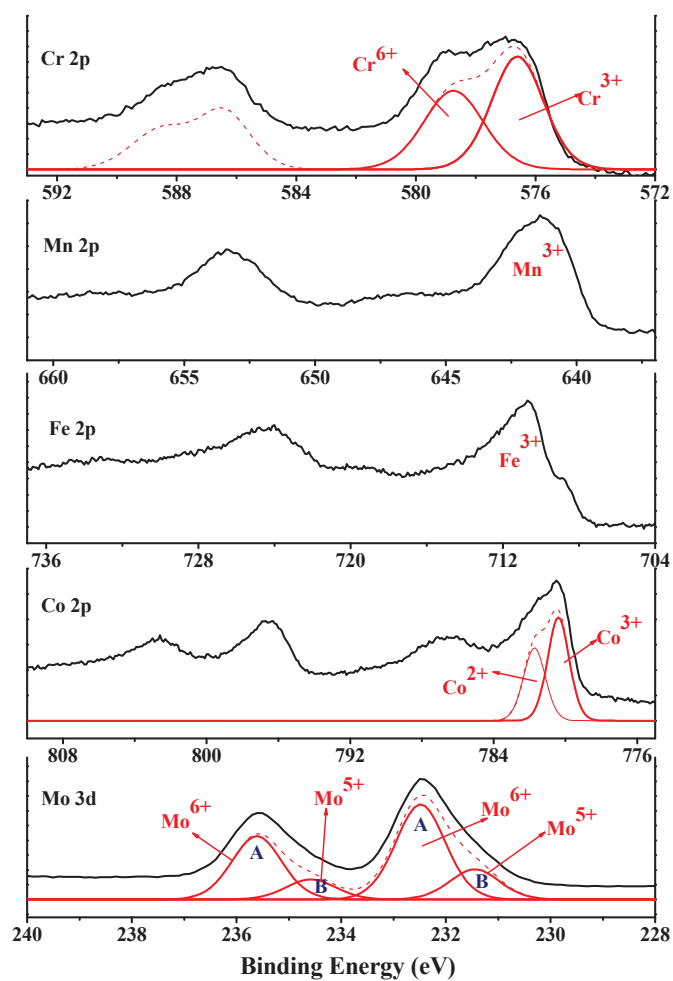 Cr 2p
Cr6+
Cr3+
592 588 584 580 576 572
Mn 2p
Mn3+
660 655 650 645 640
Fe 2p
Fe3+
736 728 720 712 704
Co 2p
Co3+
Co2+
808 800 792 784 776
Mo 3d
Mo6+
Mo5+
Mo6+
Mo5+
A
B
A
B
240 238 236 234 232 230 228
Binding Energy (eV)